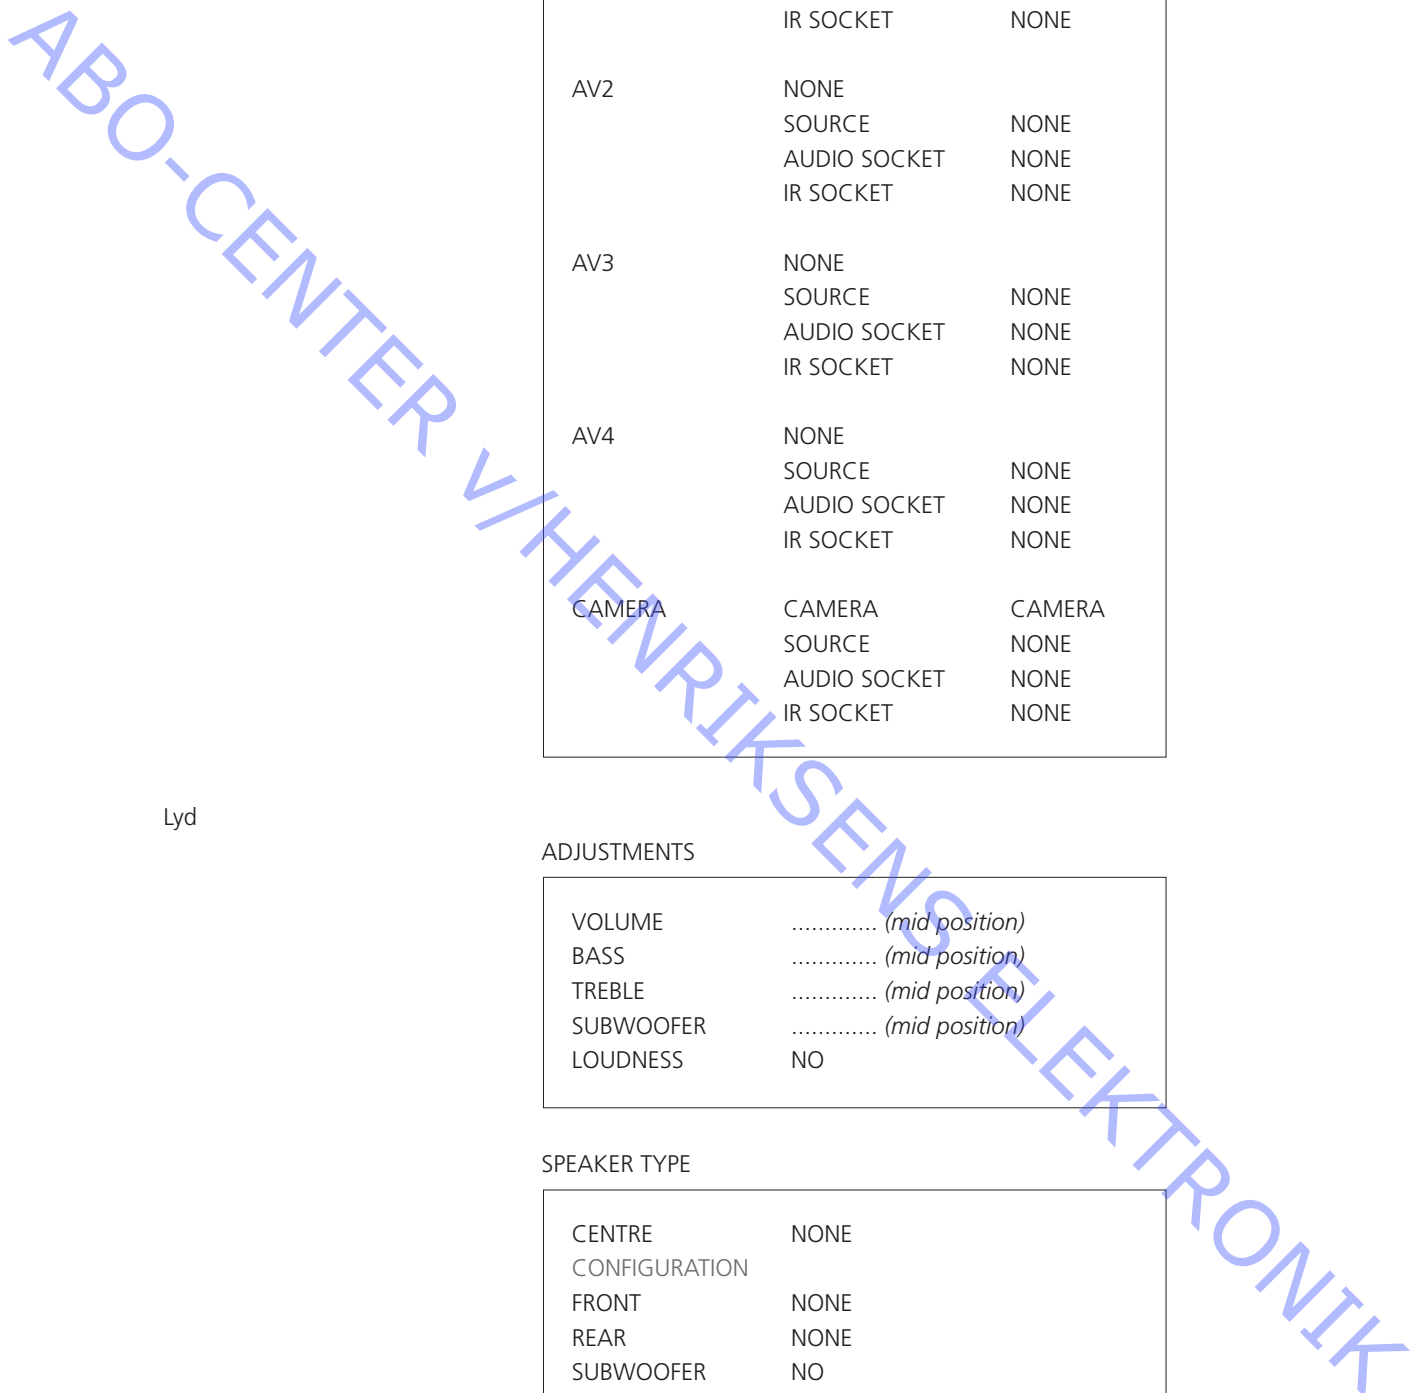 IR SOCKET NONE
AV2 NONE
SOURCE NONE
AUDIO SOCKET NONE
IR SOCKET NONE
AV3 NONE
SOURCE NONE
AUDIO SOCKET NONE
IR SOCKET NONE
AV4 NONE
SOURCE NONE
AUDIO SOCKET NONE
IR SOCKET NONE
CAMERA CAMERA CAMERA
SOURCE NONE
AUDIO SOCKET NONE
IR SOCKET NONE
Lyd
ADJUSTMENTS
VOLUME ............. (mid position)
BASS ............. (mid position)
TREBLE ............. (mid position)
SUBWOOFER ............. (mid position)
LOUDNESS NO
SPEAKER TYPE
CENTRE NONE
CONFIGURATION
FRONT NONE
REAR NONE
SUBWOOFER NO
ABO-CENTER v/HENRIKSENS ELEKTRONIK